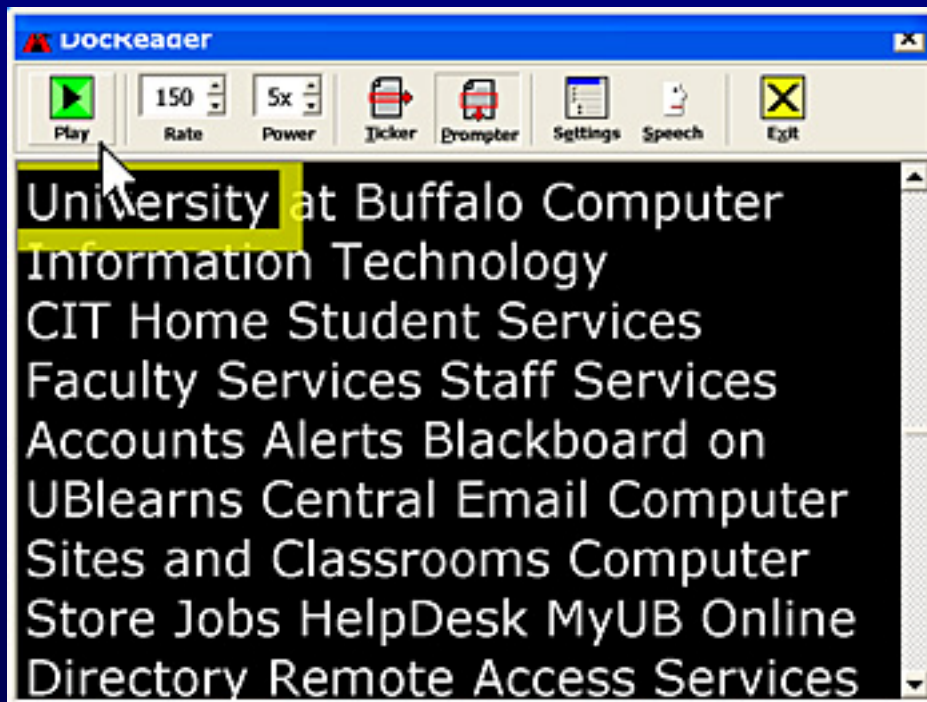 DocReader
150 5x
Play Rate Power Ticker Prompter Settings Speech Exit
University at Buffalo Computer
Information Technology
CIT Home Student Services
Faculty Services Staff Services
Accounts Alerts Blackboard on
UBlearns Central Email Computer
Sites and Classrooms Computer
Store Jobs HelpDesk MyUB Online
Directory Remote Access Services